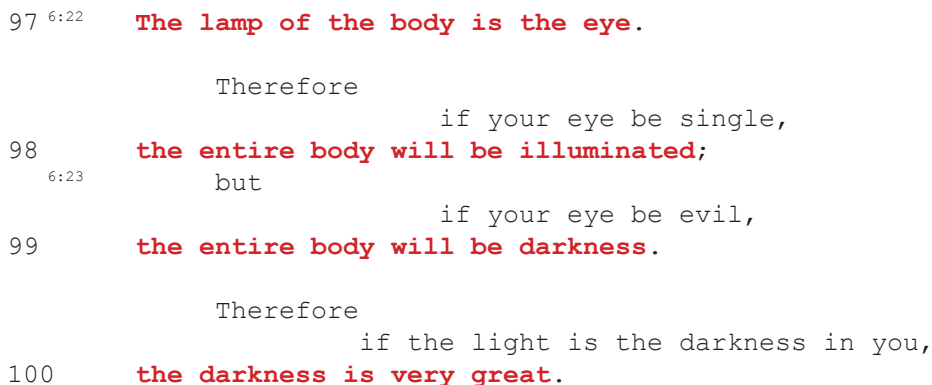 97 6:22 The lamp of the body is the eye.
Therefore
if your eye be single,
98 the entire body will be illuminated;
6:23 but
if your eye be evil,
99 the entire body will be darkness.
Therefore
if the light is the darkness in you,
100 the darkness is very great.